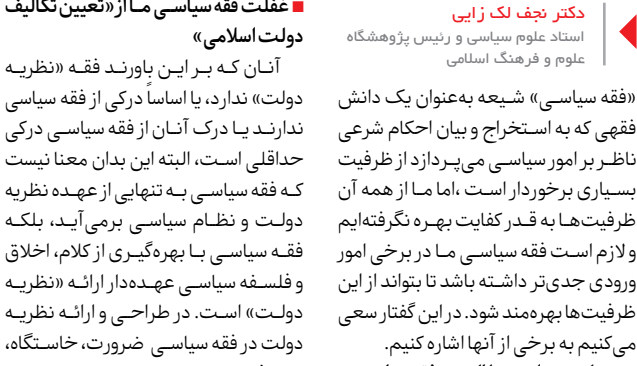 دکتر نجف لک زایی
استاد علوم سیاسی و رئیس پژوهشگاه
علوم و فرهنگ اسلامی
«فقه سیاسی» شیعه به‌عنوان یک دانش
فقهی که به استخراج و بیان احکام شرعی
ناظر بر امور سیاسی می‌پردازد از ظرفیت
بسیاری برخوردار است ،اما ما از همه آن
ظرفیت‌ها به قدر کفایت بهره نگرفته‌ایم
و لازم است فقه سیاسی ما در برخی امور
ورودی جدی‌تر داشته باشد تا بتواند از این
ظرفیت‌ها بهره‌مند شود. در این گفتار سعی
می‌کنیم به برخی از آنها اشاره کنیم.
■ غفلت فقه سیاسی ما از «تعیین تکالیف
دولت اسلامی»
آنان که بر این باورند فقه «نظریه
دولت» ندارد، یا اساساً درکی از فقه سیاسی
ندارند یا درک آنان از فقه سیاسی درکی
حداقلی است، البته این بدان معنا نیست
که فقه سیاسی به تنهایی از عهده نظریه
دولت و نظام سیاسی برمی‌آید، بلکه
فقه سیاسی با بهره‌گیری از کلام، اخلاق
و فلسفه سیاسی عهده‌دار ارائه «نظریه
دولت» است. در طراحی و ارائه نظریه
دولت در فقه سیاسی ضرورت، خاستگاه،